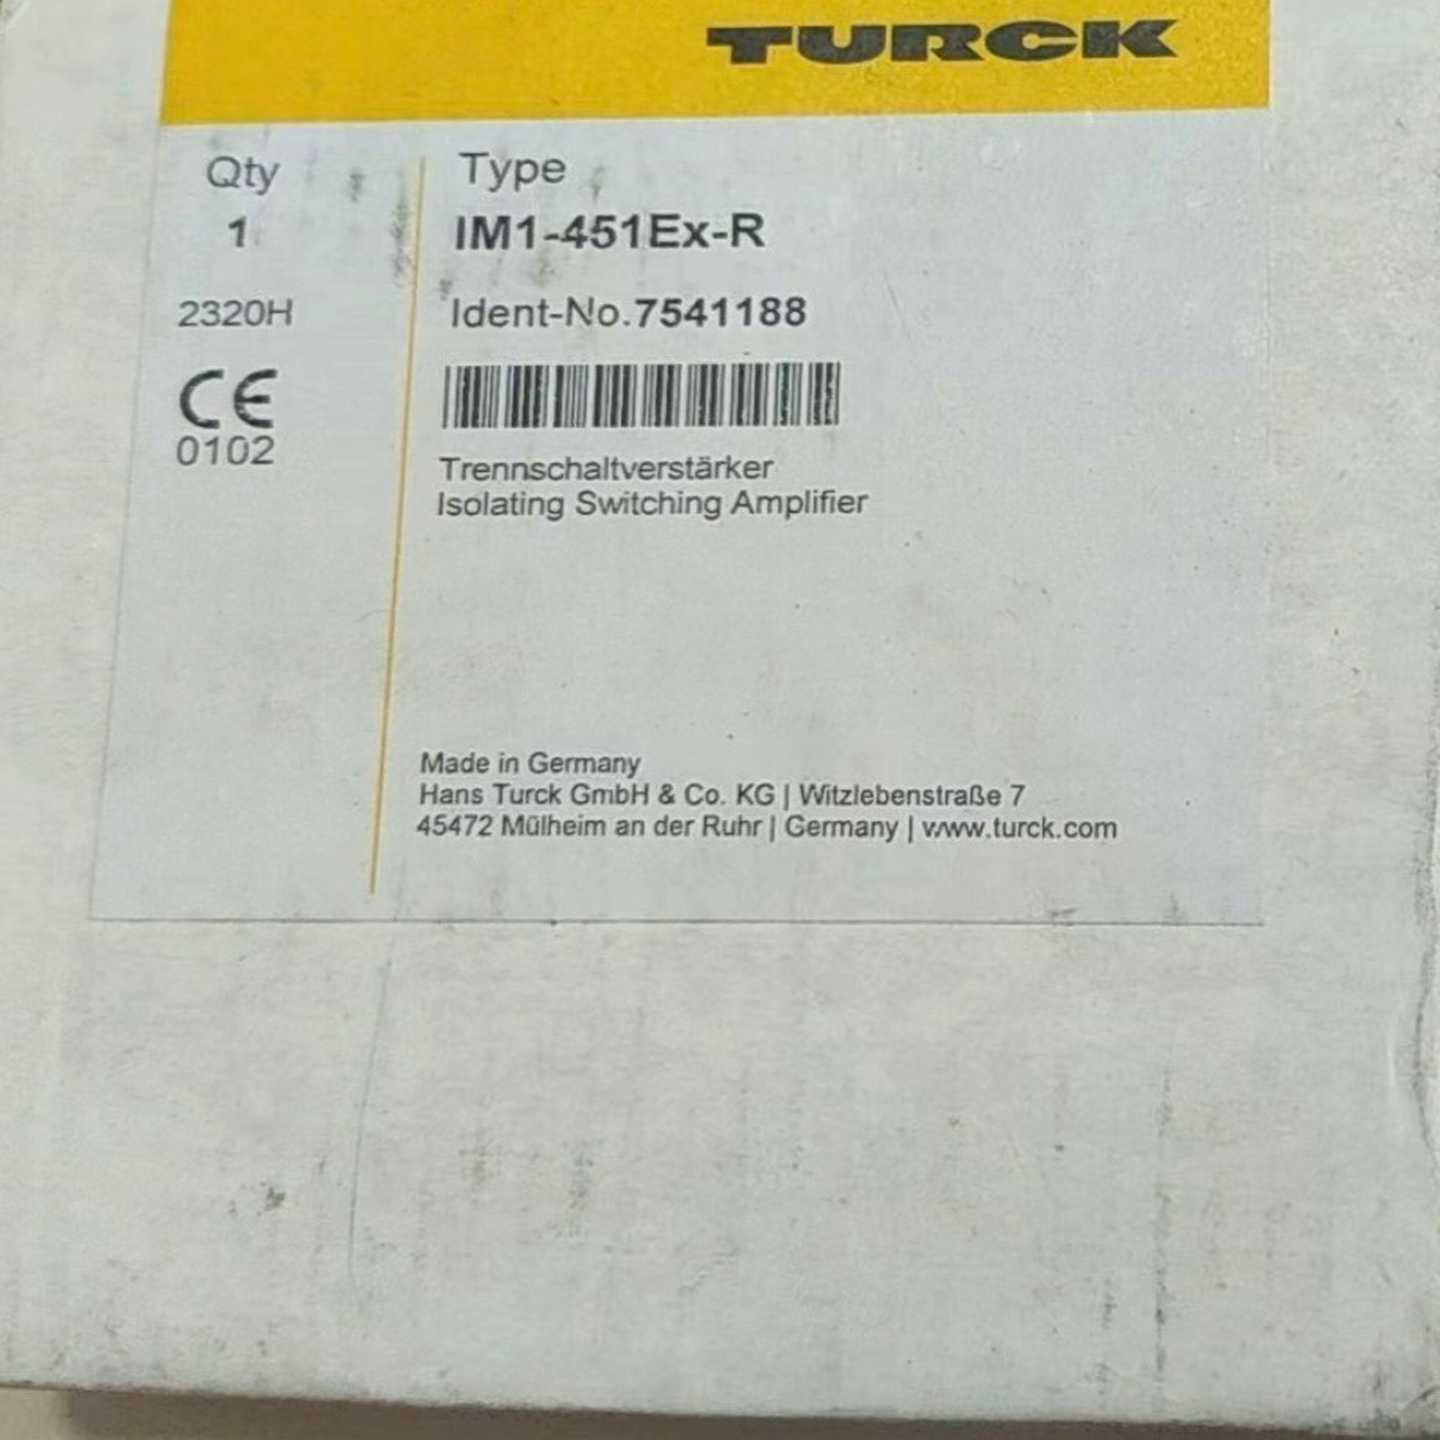 TURCK
Qty
1
2320H
CE
0102
Type
IM1-451Ex-R
Ident-No.7541188
Trennschaltverstärker
Isolating Switching Amplifier
Made in Germany
Hans Turck GmbH & Co. KG | Witzlebenstraße 7
45472 Mülheim an der Ruhr | Germany | www.turck.com